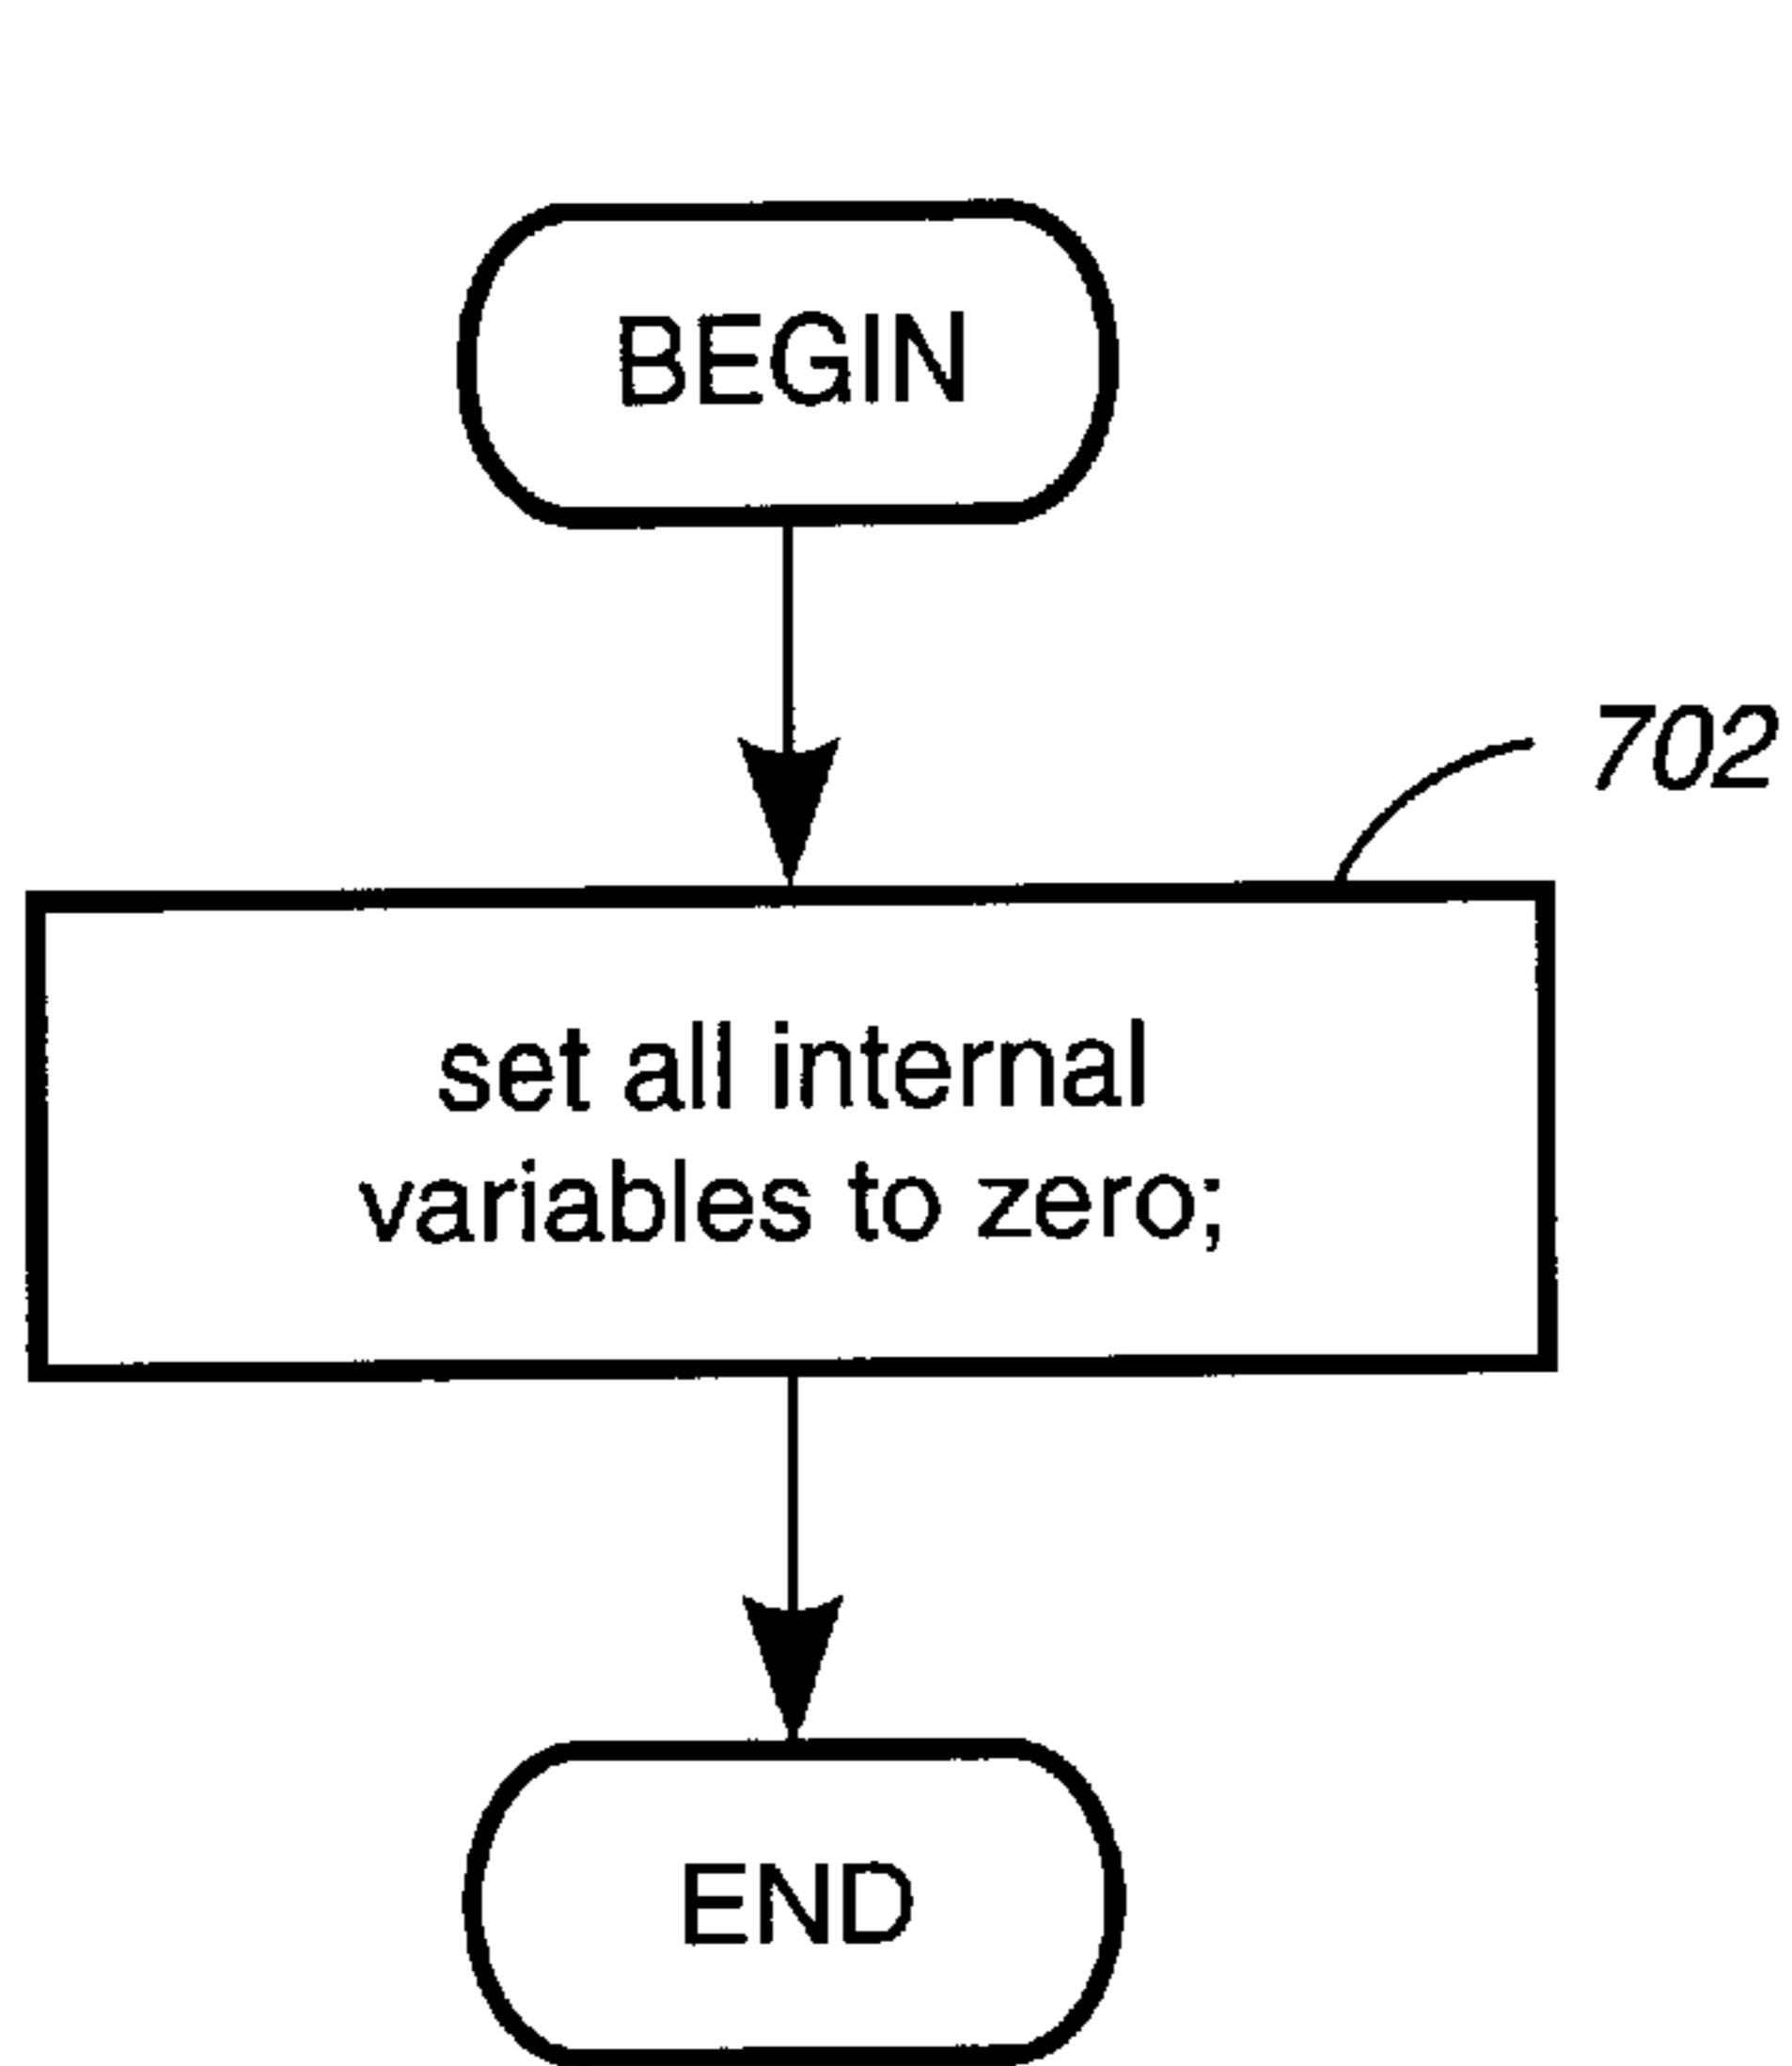 BEGIN
702
set all internal
variables to zero;
END